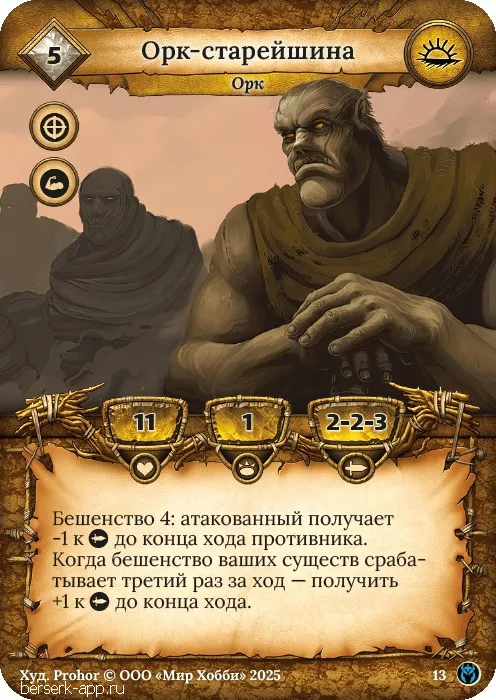 5
Орк-старейшина
Орк
11
1
2-2-3
Бешенство 4: атакованный получает
-1 к до конца хода противника.
Когда бешенство ваших существ сраба-
тывает третий раз за ход — получить
+1 к до конца хода.
Худ. Prohor © ООО «Мир Хобби» 2025
13
berserk-app.ru